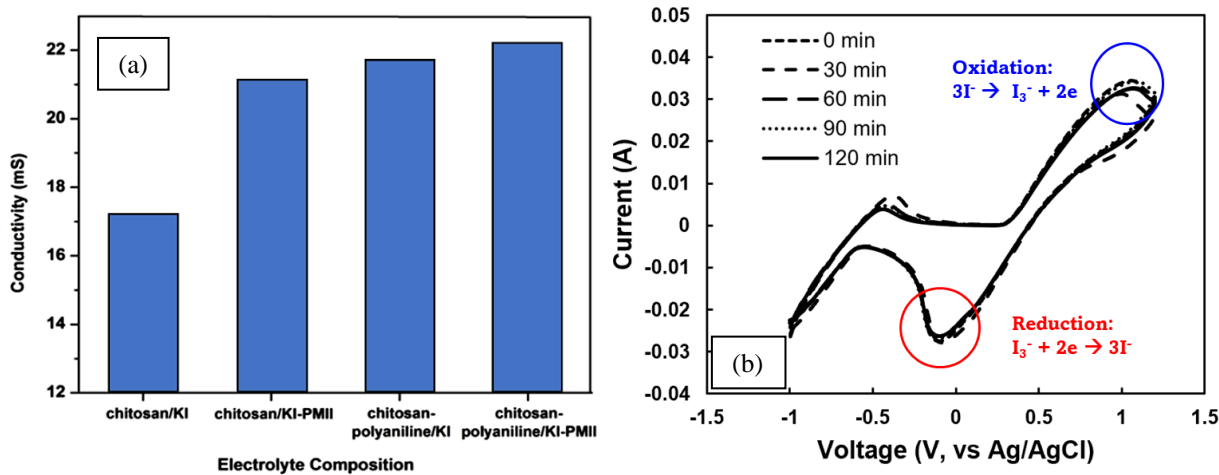 (a)
Conductivity (mS)
22
20
18
16
14
12
chitosan/KI
chitosan/KI-PMII
chitosan-
polyaniline/KI
chitosan-
polyaniline/KI-PMII
Electrolyte Composition
(b)
Current (A)
0.05
0.04
0.03
0.02
0.01
0
-0.01
-0.02
-0.03
-0.04
0 min
30 min
60 min
90 min
120 min
Oxidation:
3I⁻ → I₃⁻ + 2e
Reduction:
I₃⁻ + 2e → 3I⁻
-1.5
-1
-0.5
0
0.5
1
1.5
Voltage (V, vs Ag/AgCl)